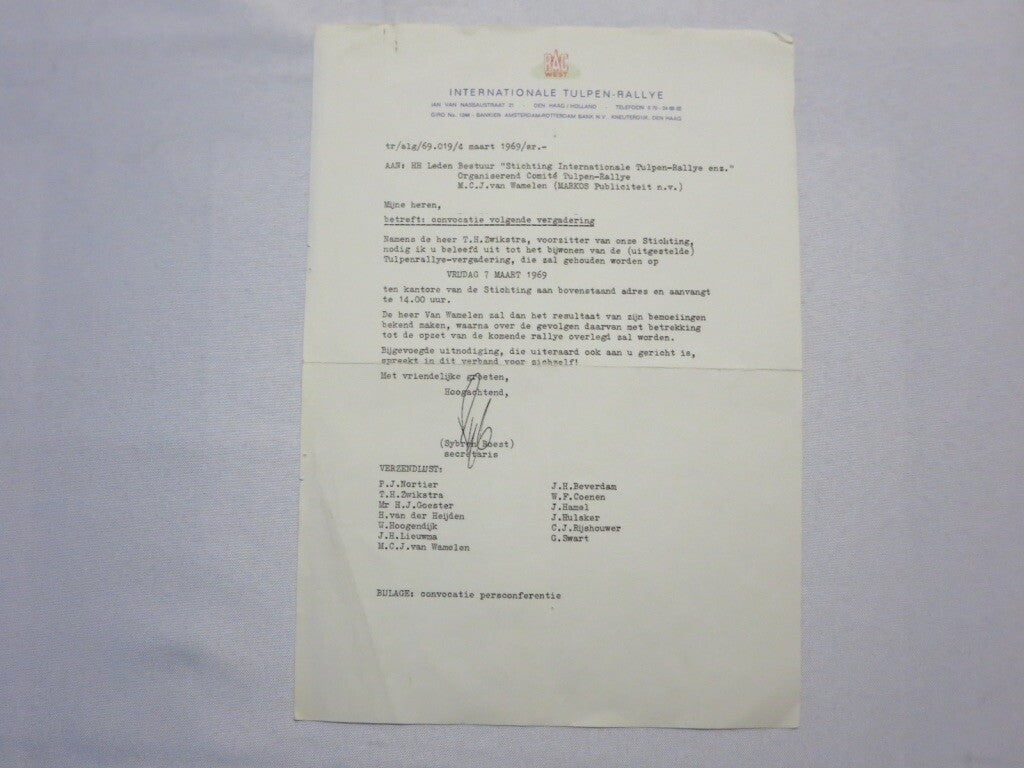 RAC
WEST
INTERNATIONALE TULPEN-RALLYE
JAN VAN NASSAUSTRAAT 21 - DEN HAAG / HOLLAND - TELEFOON
GIRO No. - BANKIER: AMSTERDAM-ROTTERDAM BANK N.V. KNEUTERDIJK, DEN HAAG
tr/alg/69.019/4 maart 1969/sr.-
AAN: HH Leden Bestuur "Stichting Internationale Tulpen-Rallye enz."
Organiserend Comité Tulpen-Rallye
M.C.J.van Wamelen (MARKOS Publiciteit n.v.)
Mijne heren,
betreft: convocatie volgende vergadering
Namens de heer T.H.Zwikstra, voorzitter van onze Stichting,
nodig ik u beleefd uit tot het bijwonen van de (uitgestelde)
Tulpenrallye-vergadering, die zal gehouden worden op
VRIJDAG 7 MAART 1969
ten kantore van de Stichting aan bovenstaand adres en aanvangt
te 14.00 uur.
De heer Van Wamelen zal dan het resultaat van zijn bemoeiingen
bekend maken, waarna over de gevolgen daarvan met betrekking
tot de opzet van de komende rallye overlegd zal worden.
Bijgevoegde uitnodiging, die uiteraard ook aan u gericht is,
spreekt in dit verband voor zichzelf!
Met vriendelijke groeten,
Hoogachtend,
(Sybren Soest)
secretaris
VERZENDLIJST:
P.J.Nortier
T.H.Zwikstra
Mr H.J.Goester
H.van der Heijden
W.Hoogendijk
J.H.Lieuwma
M.C.J.van Wamelen
J.H.Beverdam
W.F.Coenen
J.Hamel
J.Hulsker
C.J.Rijshouwer
G.Swart
BIJLAGE: convocatie persconferentie